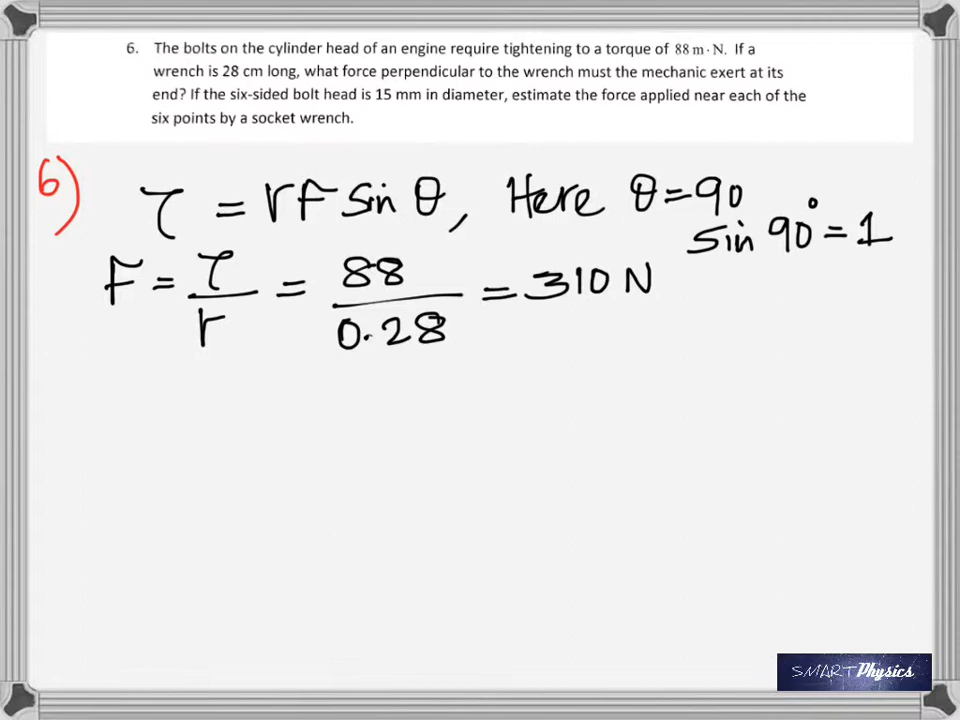 6. The bolts on the cylinder head of an engine require tightening to a torque of 88 m·N. If a
wrench is 28 cm long, what force perpendicular to the wrench must the mechanic exert at its
end? If the six-sided bolt head is 15 mm in diameter, estimate the force applied near each of the
six points by a socket wrench.
6) τ = rF sin θ, Here θ = 90°
sin 90° = 1
F = τ/r = 88/0.28 = 310 N
SMART Physics